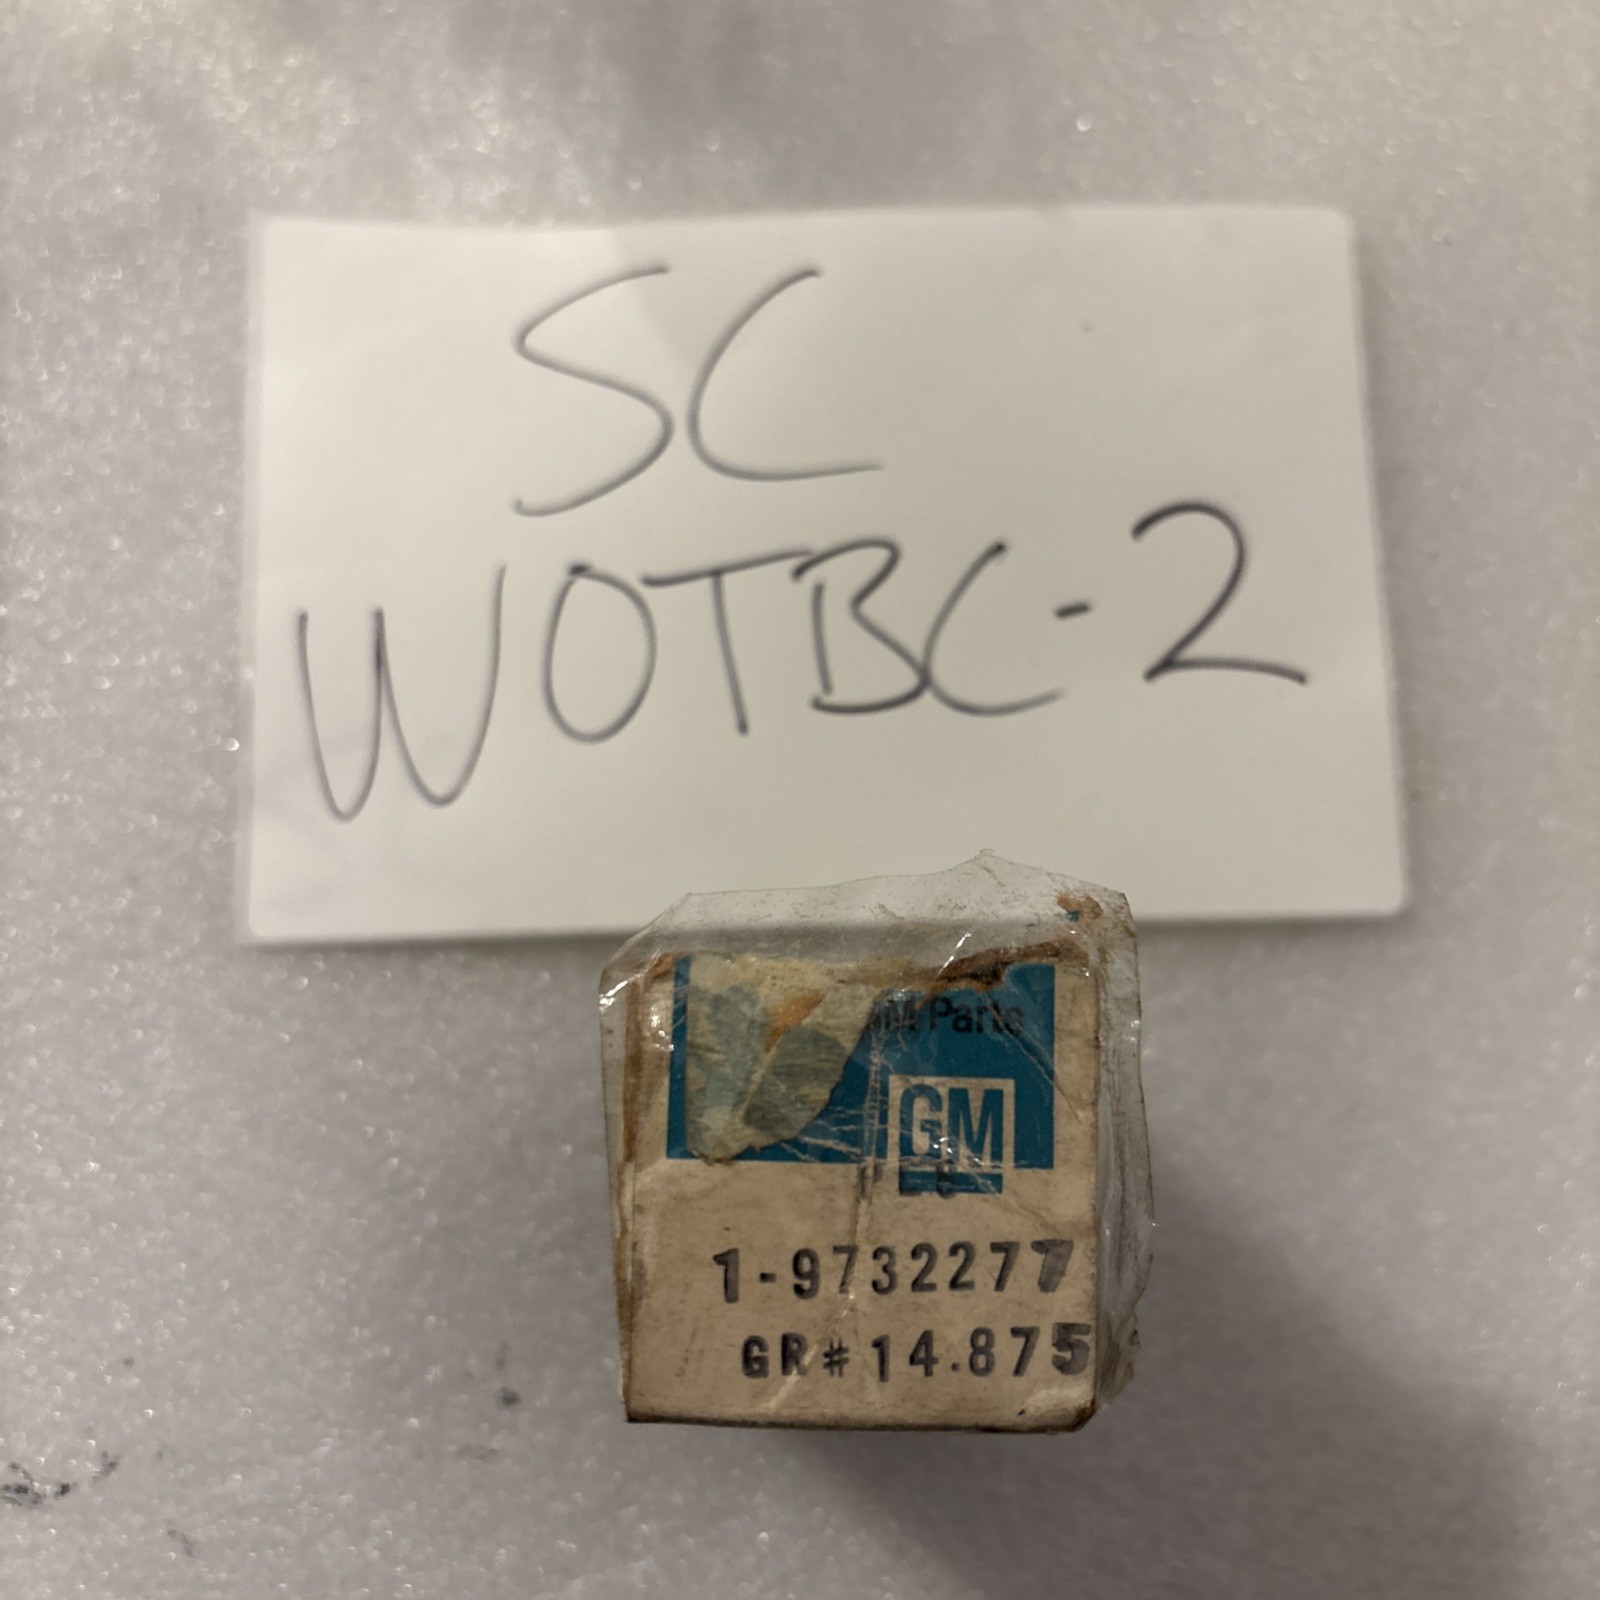 SC
WOTBC-2
GM Parts
GM
1-9732277
GR# 14.875